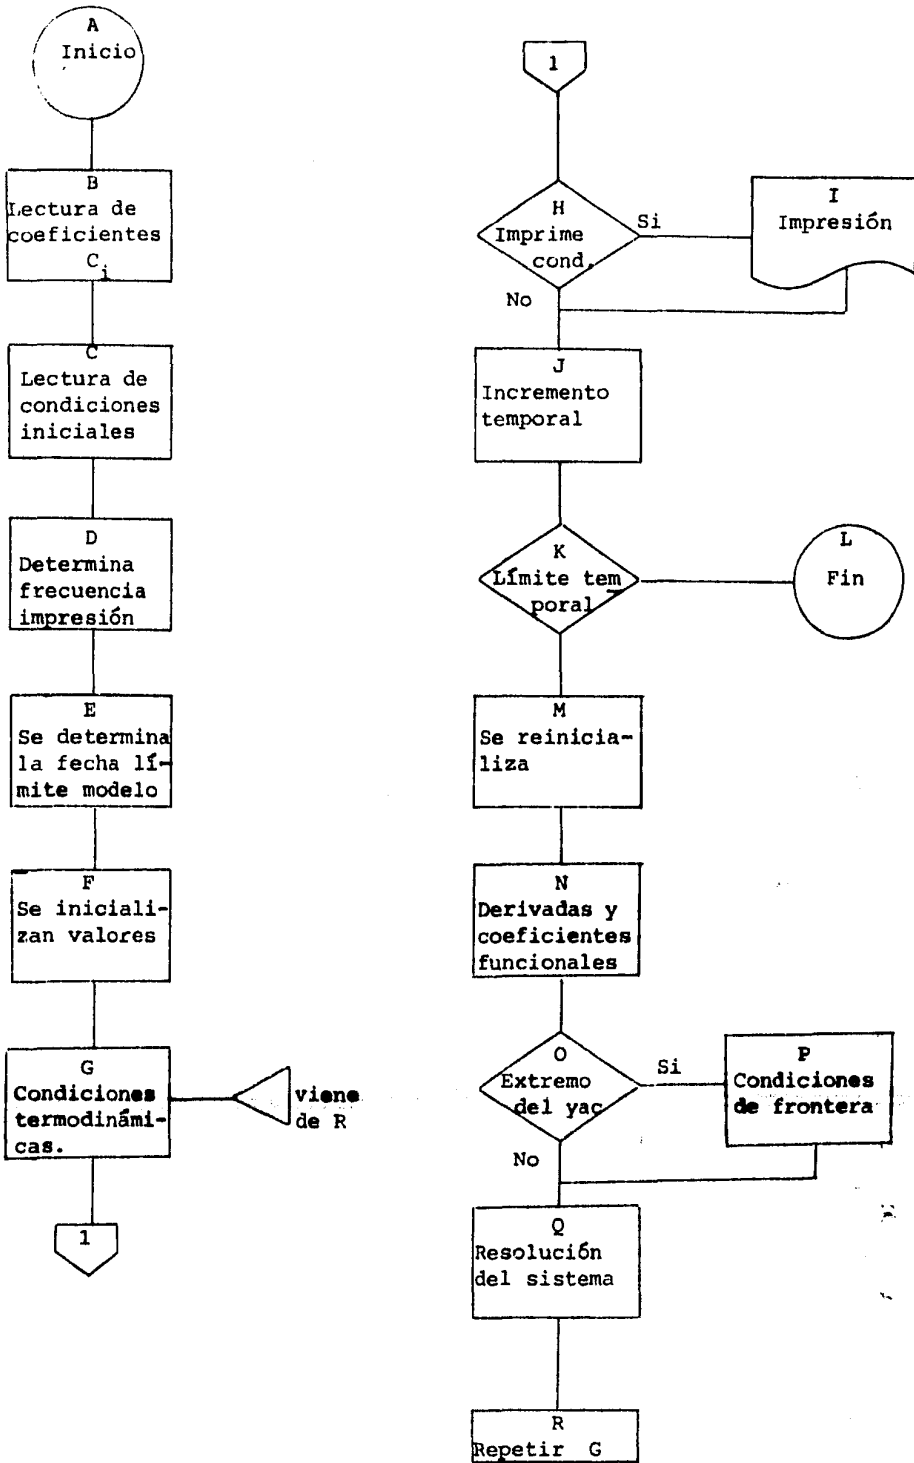 A
Inicio
B
Lectura de
coeficientes
C_i
C
Lectura de
condiciones
iniciales
D
Determina
frecuencia
impresión
E
Se determina
la fecha lí-
mite modelo
F
Se iniciali-
zan valores
G
Condiciones
termodinámi-
cas.
viene
de R
1
1
H
Imprime
cond.
Si
No
I
Impresión
J
Incremento
temporal
K
Límite tem
poral
L
Fin
M
Se reinicia-
liza
N
Derivadas y
coeficientes
funcionales
O
Extremo
del yac
Si
No
P
Condiciones
de frontera
Q
Resolución
del sistema
R
Repetir G